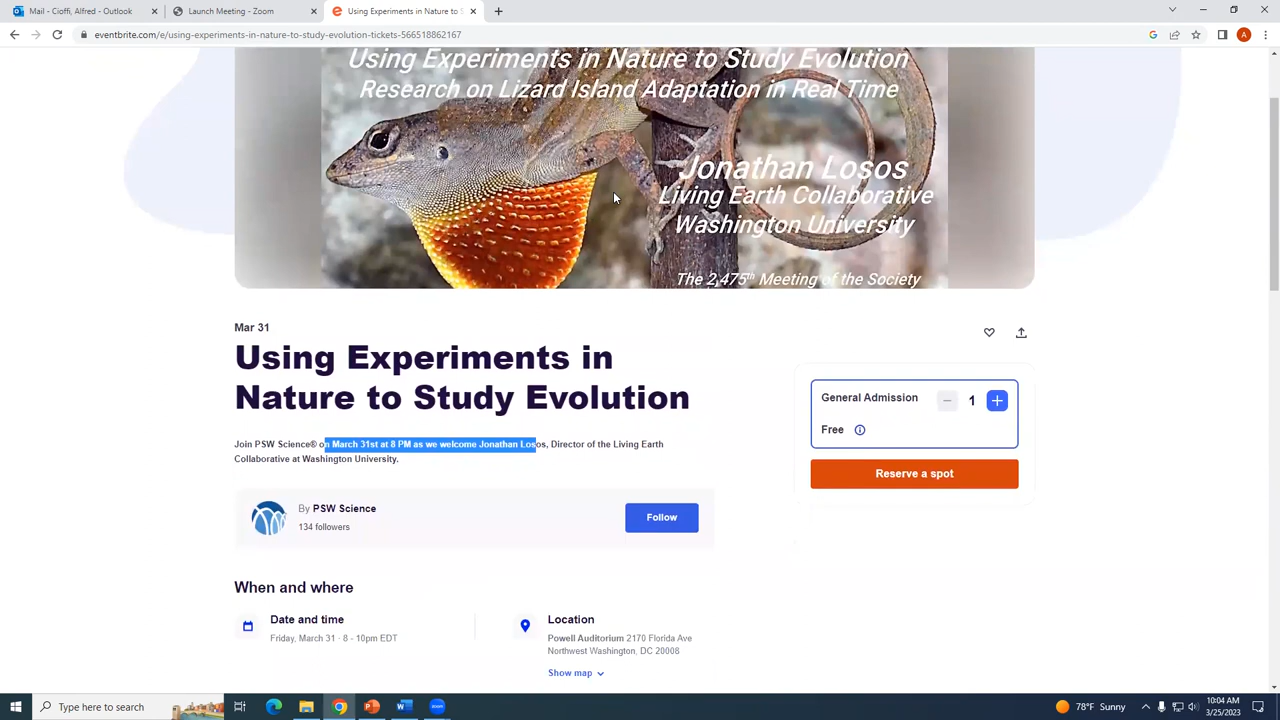 Mail - Cioffi, Alfred - Outlook
Launch Meeting - Zoom
Using Experiments in Nature to S
eventbrite.com/e/using-experiments-in-nature-to-study-evolution-tickets-566518862167
A
Using Experiments in Nature to Study Evolution
Research on Lizard Island Adaptation in Real Time
Jonathan Losos
Living Earth Collaborative
Washington University
The 2,475th Meeting of the Society
Mar 31
Using Experiments in
Nature to Study Evolution
Join PSW Science® on March 31st at 8 PM as we welcome Jonathan Losos, Director of the Living Earth
Collaborative at Washington University.
General Admission
1
Free
Reserve a spot
By PSW Science
134 followers
Follow
When and where
Date and time
Friday, March 31 · 8 - 10pm EDT
Location
Powell Auditorium 2170 Florida Ave
Northwest Washington, DC 20008
Show map
Type here to search
zoom
78°F Sunny
10:04 AM
3/25/2023